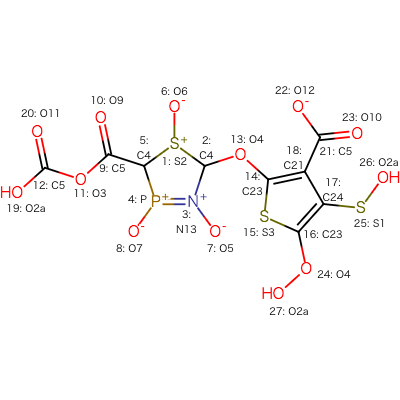 22: O12
6: O6
O-
O-
23: O10
O
20: O11
10: O9
O
O
5:
2:
13: O4
18:
26: O2a
S+
O
C21
21: C5
OH
C4
1: S2
C4
14:
17:
9: C5
C23
C24
HO
12: C5
O
4: P+
N+
S
19: O2a
11: O3
3:
15: S3
16: C23
25: S1
O-
N13
O-
8: O7
7: O5
S
O
24: O4
HO
27: O2a